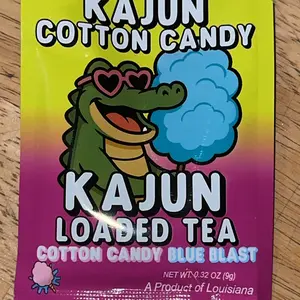 KAJUN
COTTON CANDY
KAJUN
LOADED TEA
COTTON CANDY BLUE BLAST
NET WT 0.32 OZ (9g)
A Product of Louisiana